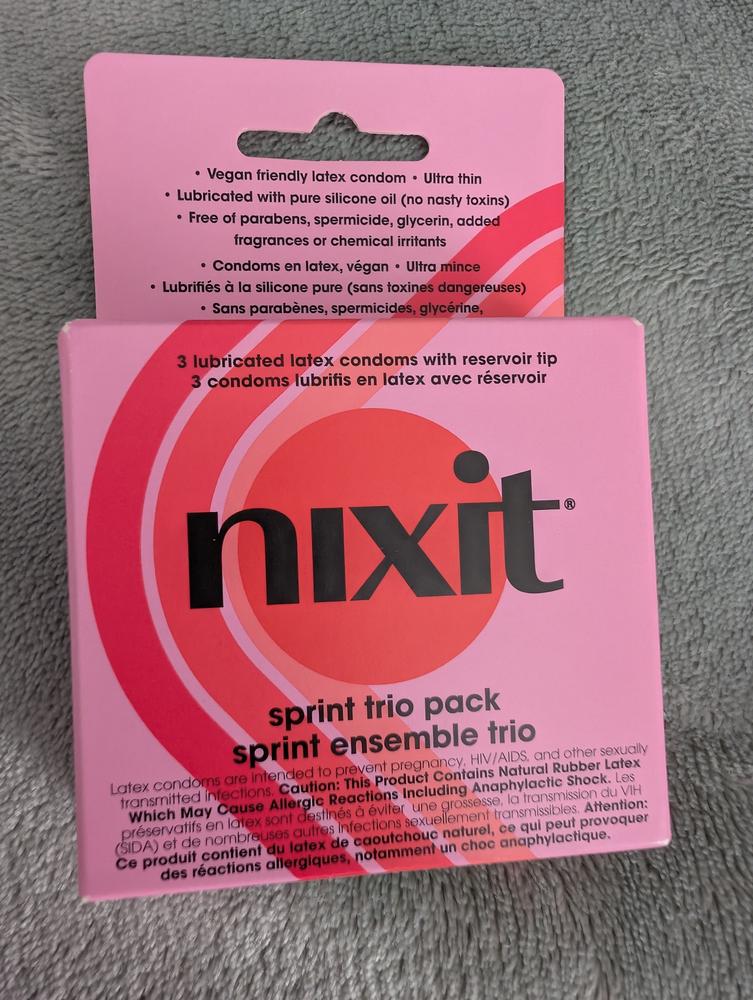 • Vegan friendly latex condom • Ultra thin
• Lubricated with pure silicone oil (no nasty toxins)
• Free of parabens, spermicide, glycerin, added
fragrances or chemical irritants
• Condoms en latex, végan • Ultra mince
• Lubrifiés à la silicone pure (sans toxines dangereuses)
• Sans parabènes, spermicides, glycérine,
3 lubricated latex condoms with reservoir tip
3 condoms lubrifis en latex avec réservoir
nixit®
sprint trio pack
sprint ensemble trio
Latex condoms are intended to prevent pregnancy, HIV/AIDS, and other sexually
transmitted infections. Caution: This Product Contains Natural Rubber Latex
Which May Cause Allergic Reactions Including Anaphylactic Shock. Les
préservatifs en latex sont destinés à éviter une grossesse, la transmission du VIH
(SIDA) et de nombreuses autres infections sexuellement transmissibles. Attention:
Ce produit contient du latex de caoutchouc naturel, ce qui peut provoquer
des réactions allergiques, notamment un choc anaphylactique.